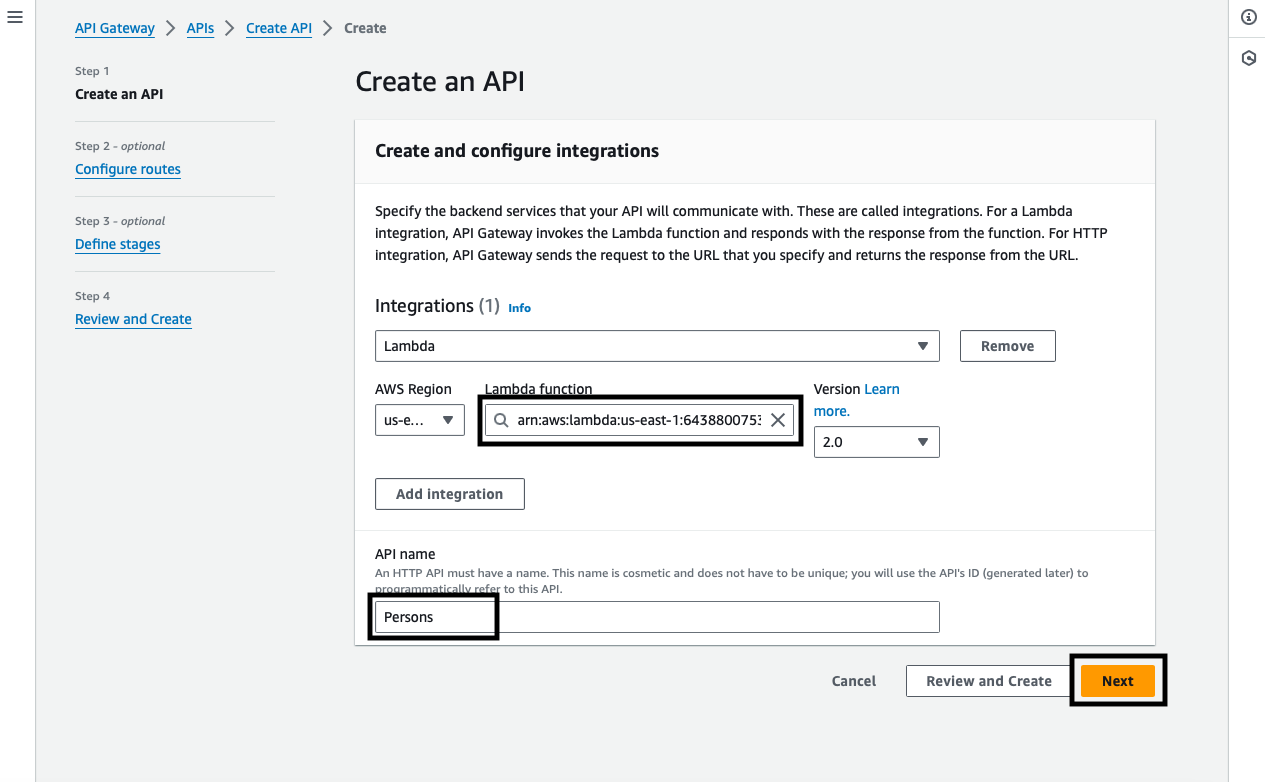 API Gateway > APIs > Create API > Create
Step 1
Create an API
Step 2 - optional
Configure routes
Step 3 - optional
Define stages
Step 4
Review and Create
Create an API
Create and configure integrations
Specify the backend services that your API will communicate with. These are called integrations. For a Lambda
integration, API Gateway invokes the Lambda function and responds with the response from the function. For HTTP
integration, API Gateway sends the request to the URL that you specify and returns the response from the URL.
Integrations (1) Info
Lambda
Remove
AWS Region
us-e...
Lambda function
arn:aws:lambda:us-east-1:6438800753
Version Learn
more.
2.0
Add integration
API name
An HTTP API must have a name. This name is cosmetic and does not have to be unique; you will use the API's ID (generated later) to
programmatically refer to this API.
Persons
Cancel
Review and Create
Next